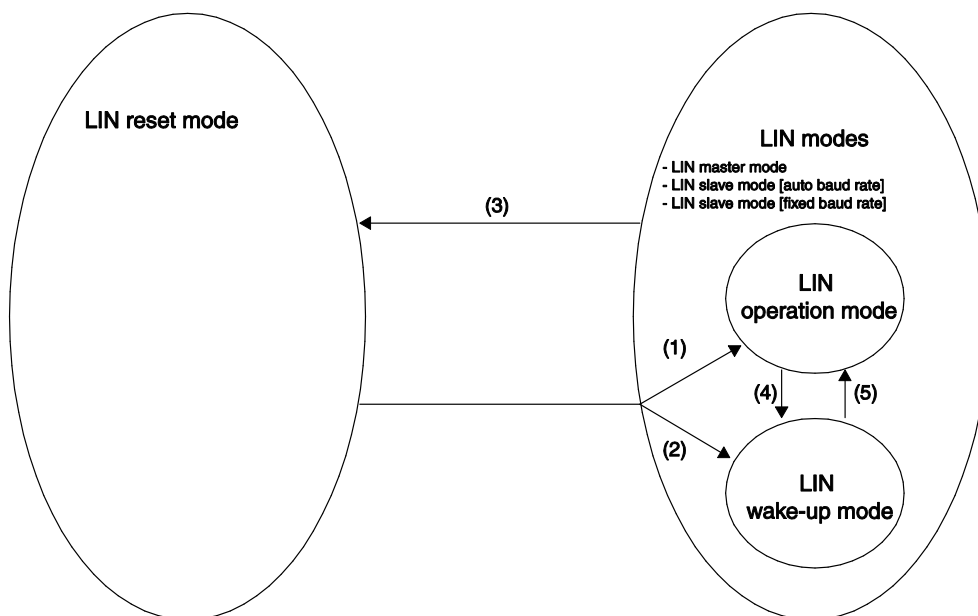 LIN reset mode
LIN modes
- LIN master mode
- LIN slave mode [auto baud rate]
- LIN slave mode [fixed baud rate]
(3)
LIN
operation mode
(1)
(4)
(5)
(2)
LIN
wake-up mode